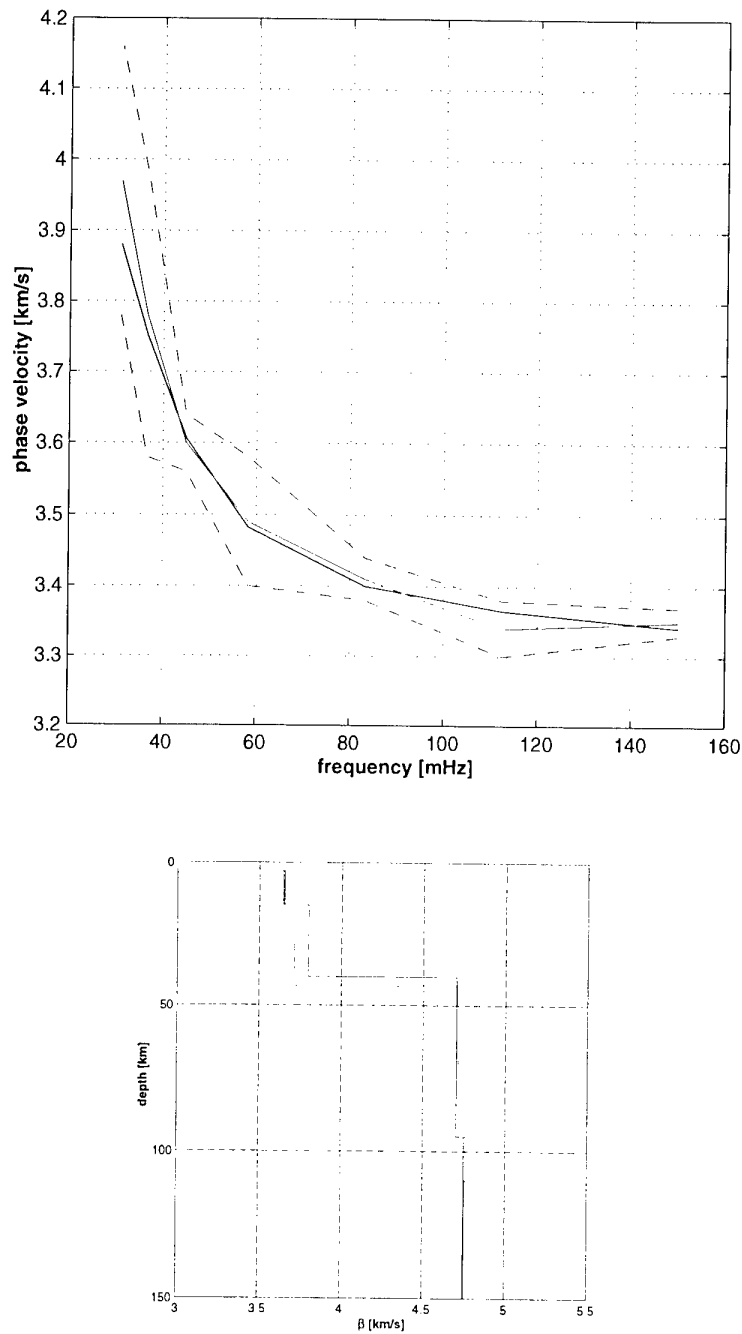 4.2
4.1
4
3.9
3.8
3.7
3.6
3.5
3.4
3.3
3.2
phase velocity [km/s]
20 40 60 80 100 120 140 160
frequency [mHz]
0
50
100
150
depth [km]
3 3 5 4 4 5 5 5 5
β [km/s]